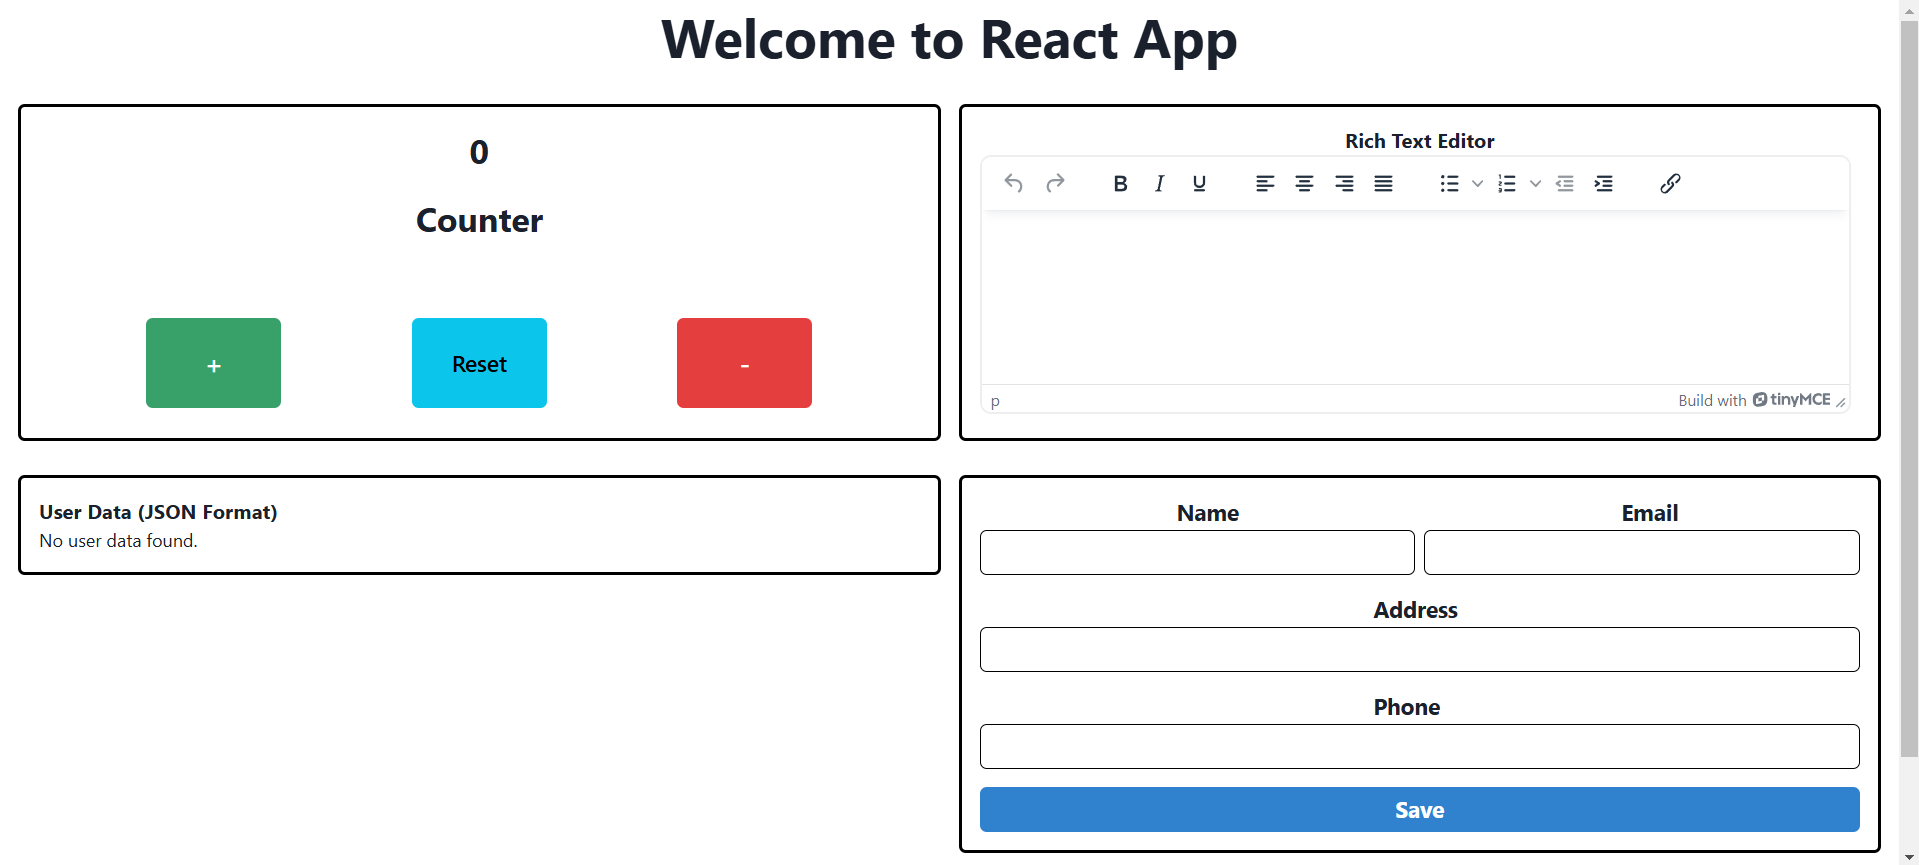 Welcome to React App
0
Counter
+
Reset
-
Rich Text Editor
B I U
p
Build with tinyMCE
User Data (JSON Format)
No user data found.
Name
Email
Address
Phone
Save